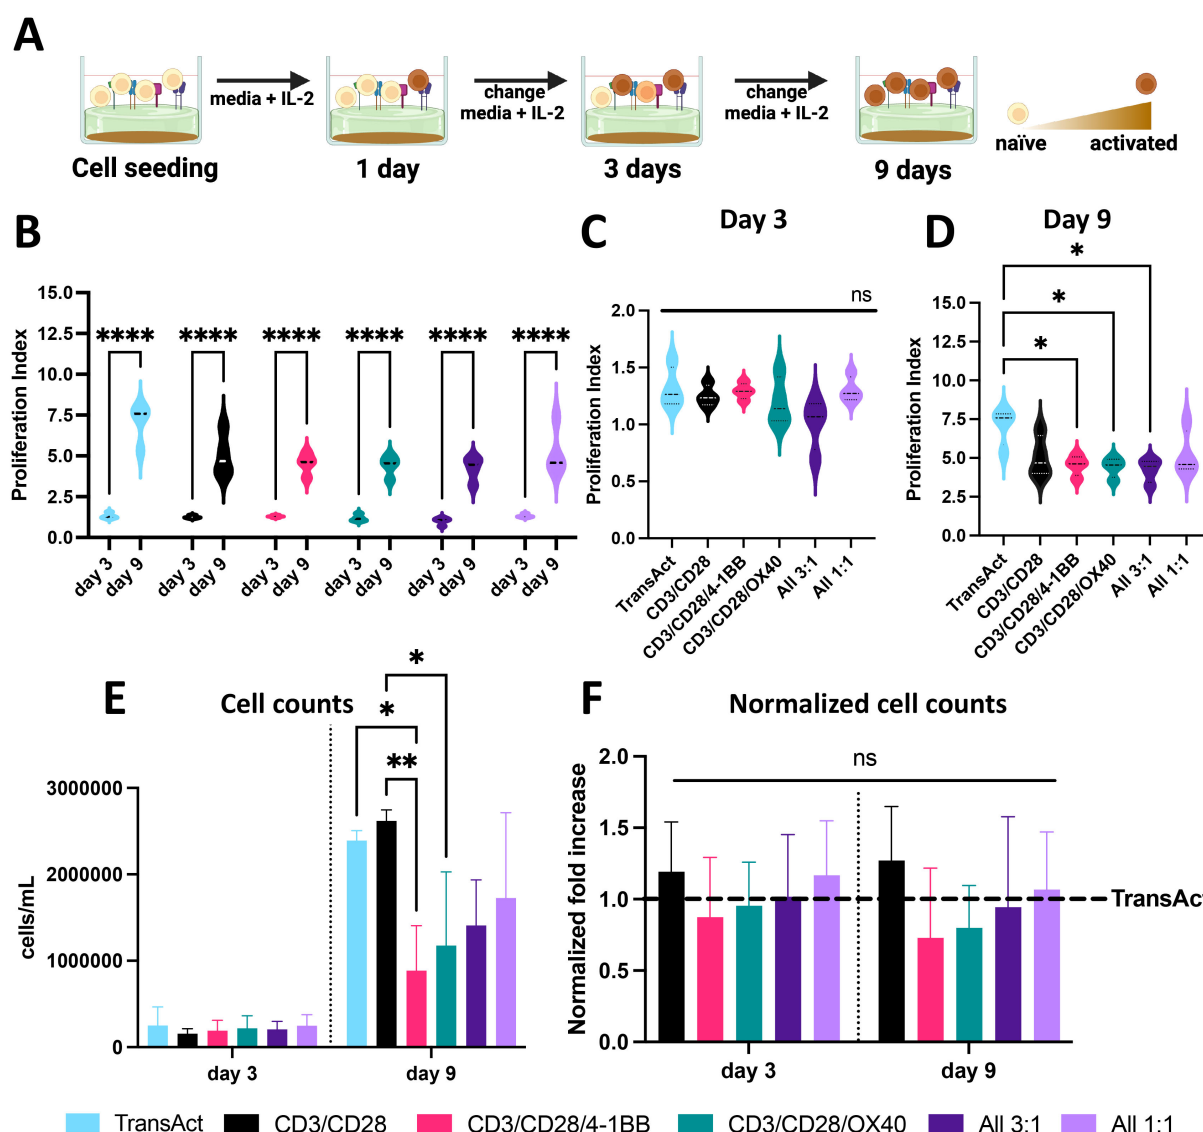 A
media + IL-2
change
media + IL-2
change
media + IL-2
Cell seeding
1 day
3 days
9 days
naïve
activated
B
15.0
12.5
10.0
7.5
5.0
2.5
0.0
Proliferation Index
**** **** **** **** **** ****
day 3
day 9
day 3
day 9
day 3
day 9
day 3
day 9
day 3
day 9
day 3
day 9
C
Day 3
ns
2.0
1.5
1.0
0.5
0.0
Proliferation Index
TransAct
CD3/CD28
CD3/CD28/4-1BB
CD3/CD28/OX40
All 3:1
All 1:1
D
Day 9
*
*
*
15.0
12.5
10.0
7.5
5.0
2.5
0.0
Proliferation Index
TransAct
CD3/CD28
CD3/CD28/4-1BB
CD3/CD28/OX40
All 3:1
All 1:1
E
Cell counts
*
*
**
3000000
2000000
1000000
0
cells/mL
day 3
day 9
F
Normalized cell counts
ns
2.0
1.5
1.0
0.5
0.0
Normalized fold increase
TransAc
day 3
day 9
TransAct
CD3/CD28
CD3/CD28/4-1BB
CD3/CD28/OX40
All 3:1
All 1:1